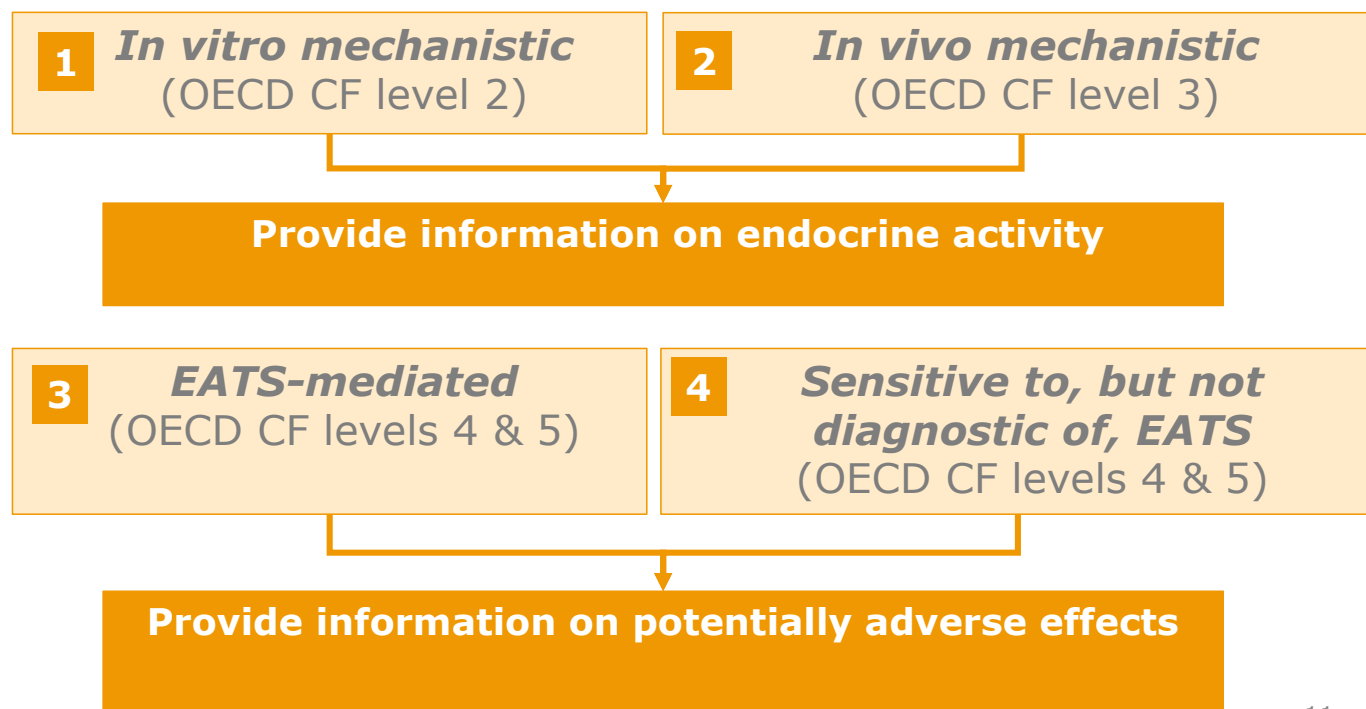 1
In vitro mechanistic
(OECD CF level 2)
2
In vivo mechanistic
(OECD CF level 3)
Provide information on endocrine activity
3
EATS-mediated
(OECD CF levels 4 & 5)
4
Sensitive to, but not
diagnostic of, EATS
(OECD CF levels 4 & 5)
Provide information on potentially adverse effects